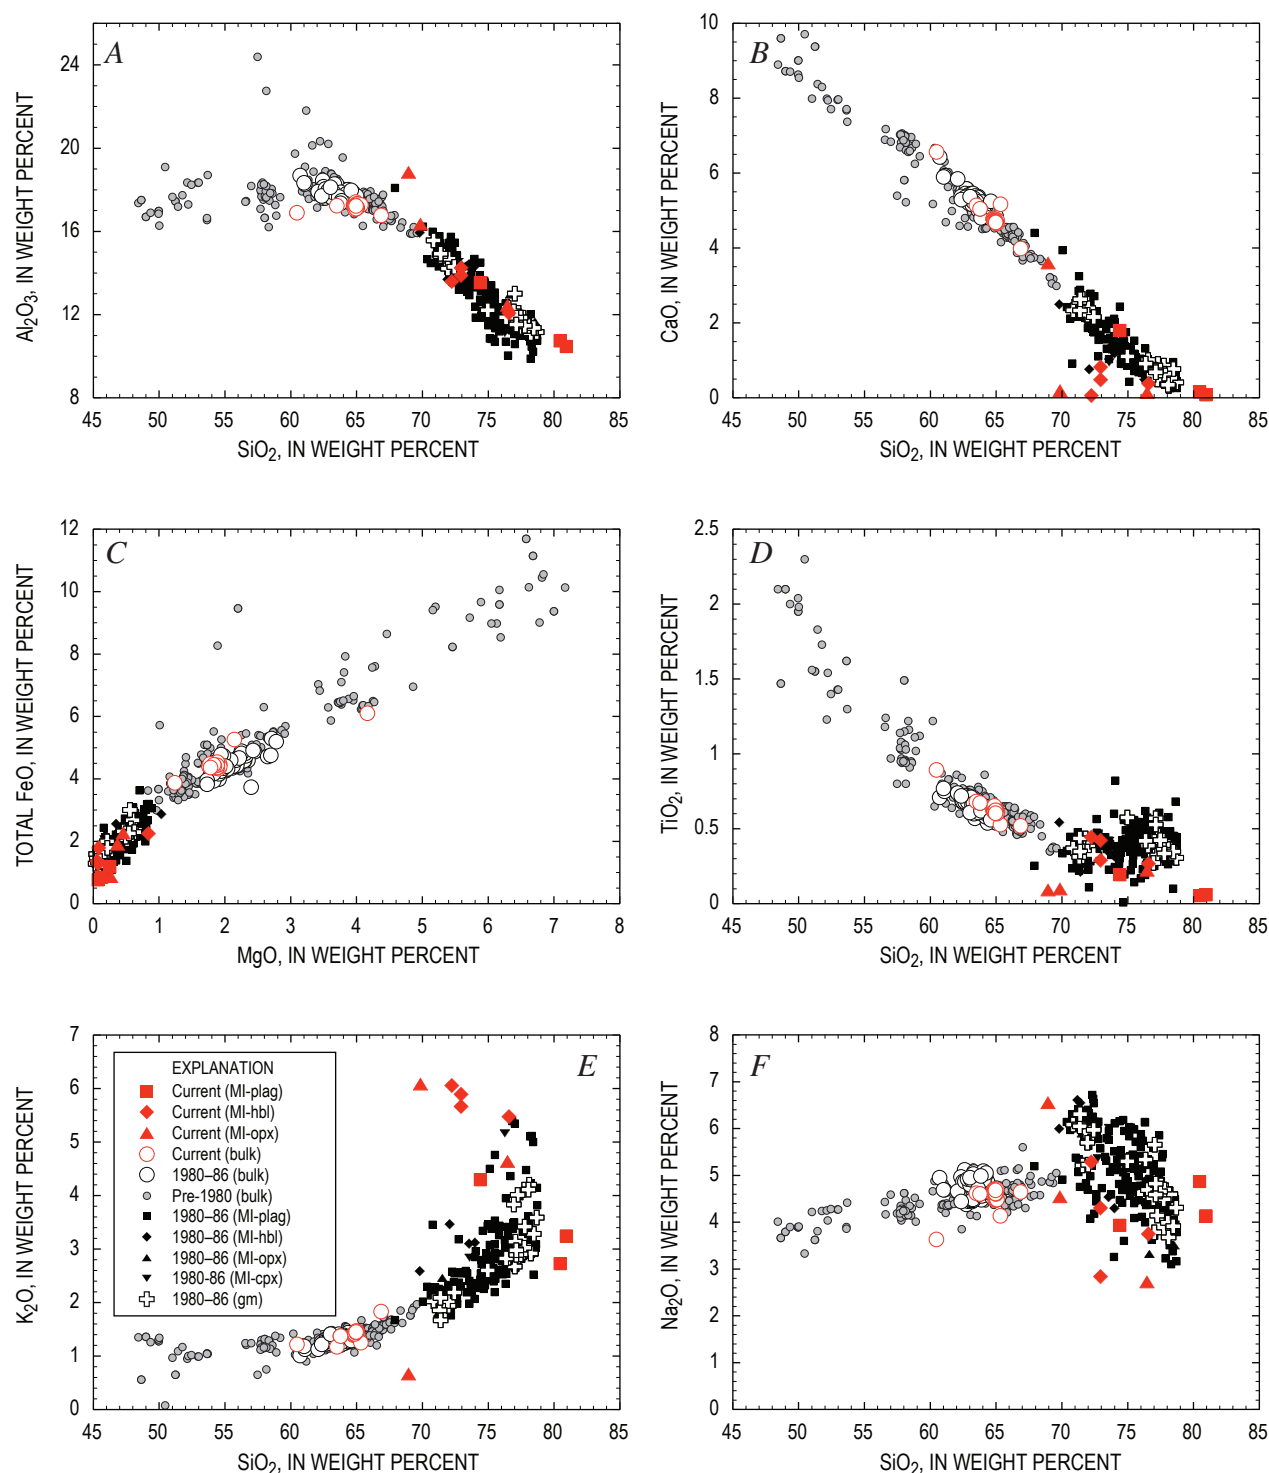 A
Al2O3, IN WEIGHT PERCENT
24
20
16
12
8
45 50 55 60 65 70 75 80 85
SiO2, IN WEIGHT PERCENT
B
CaO, IN WEIGHT PERCENT
10
8
6
4
2
0
45 50 55 60 65 70 75 80 85
SiO2, IN WEIGHT PERCENT
C
TOTAL FeO, IN WEIGHT PERCENT
12
10
8
6
4
2
0
0 1 2 3 4 5 6 7 8
MgO, IN WEIGHT PERCENT
D
TiO2, IN WEIGHT PERCENT
2.5
2
1.5
1
0.5
0
45 50 55 60 65 70 75 80 85
SiO2, IN WEIGHT PERCENT
E
K2O, IN WEIGHT PERCENT
7
6
5
4
3
2
1
0
EXPLANATION
Current (MI-plag)
Current (MI-hbl)
Current (MI-opx)
Current (bulk)
1980–86 (bulk)
Pre-1980 (bulk)
1980–86 (MI-plag)
1980–86 (MI-hbl)
1980–86 (MI-opx)
1980-86 (MI-cpx)
1980–86 (gm)
45 50 55 60 65 70 75 80 85
SiO2, IN WEIGHT PERCENT
F
Na2O, IN WEIGHT PERCENT
8
7
6
5
4
3
2
1
0
45 50 55 60 65 70 75 80 85
SiO2, IN WEIGHT PERCENT